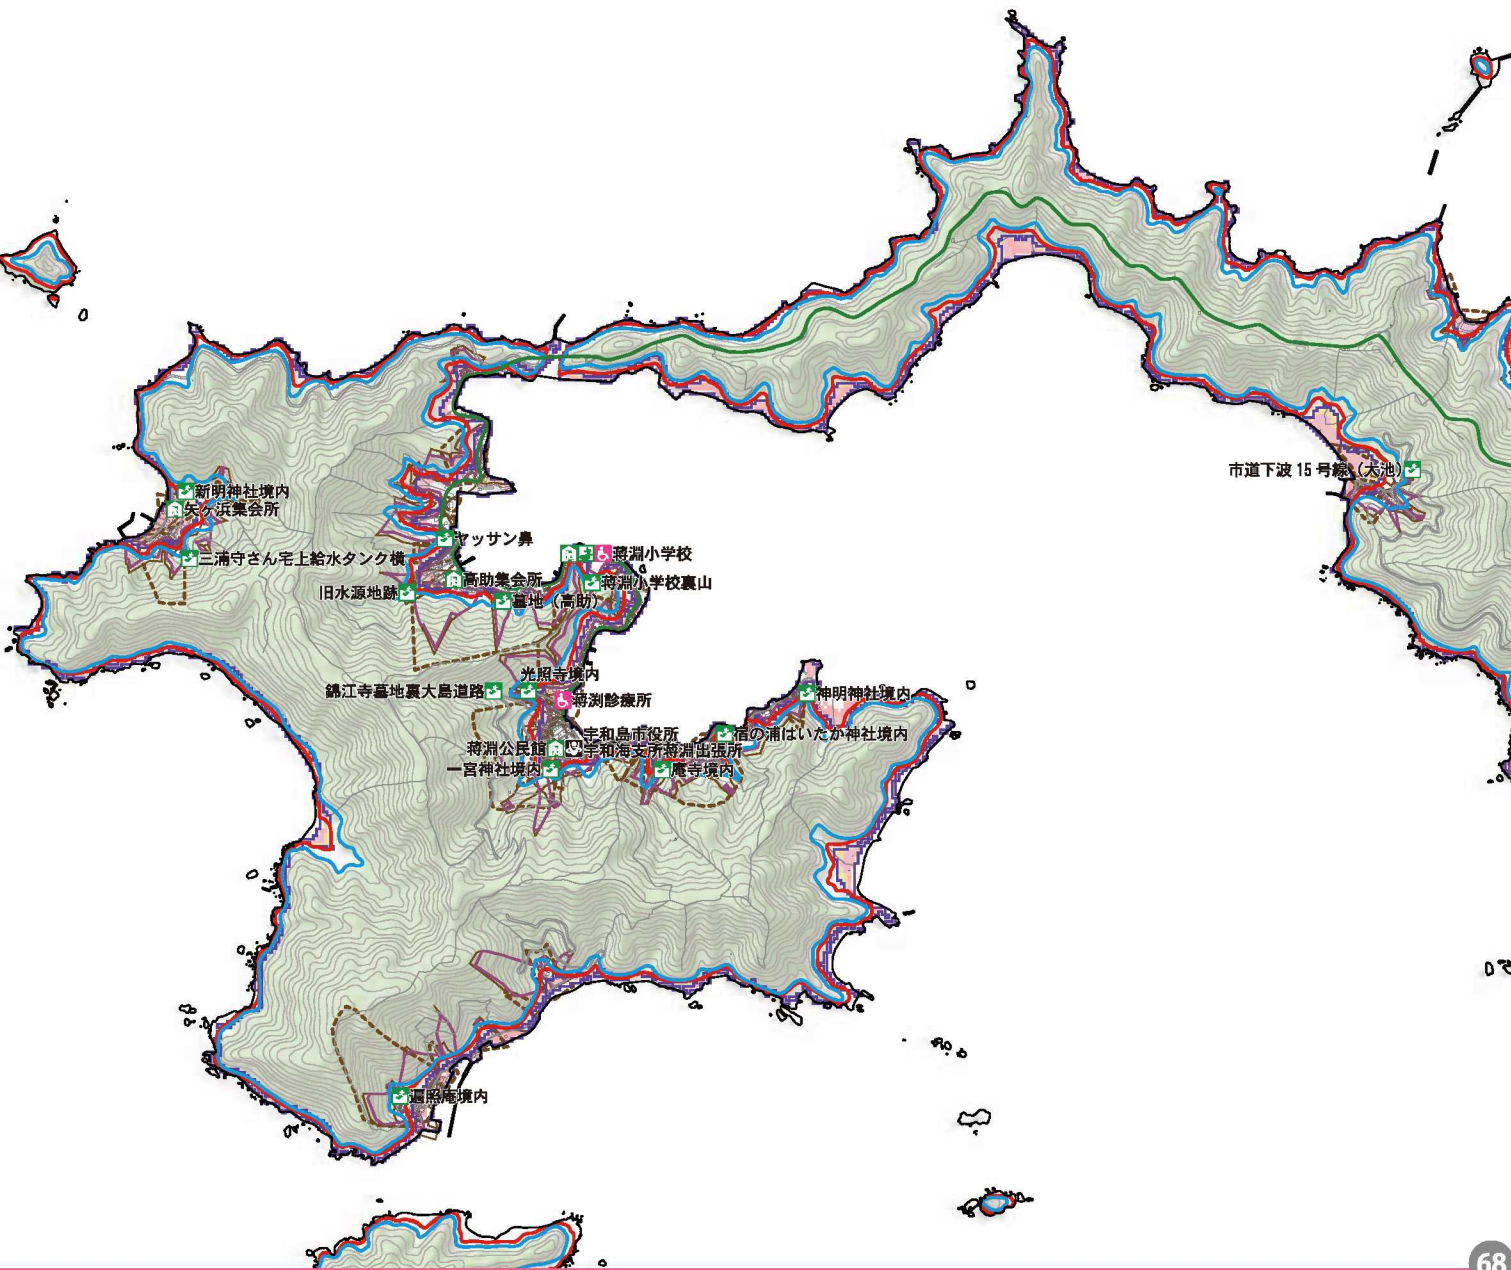 市道下波 15 号線（大池）
新明神社境内
矢ヶ浜集会所
三浦守さん宅上給水タンク横
ヤッサン鼻
蒋淵小学校
高助集会所
蒋淵小学校裏山
旧水源地跡
墓地（高助）
光照寺境内
錦江寺墓地裏大島道路
蒋渕診療所
神明神社境内
宇和島市役所
宿の浦はいたか神社境内
蒋淵公民館
宇和海支所蒋淵出張所
一宮神社境内
庵寺境内
遍照庵境内
68